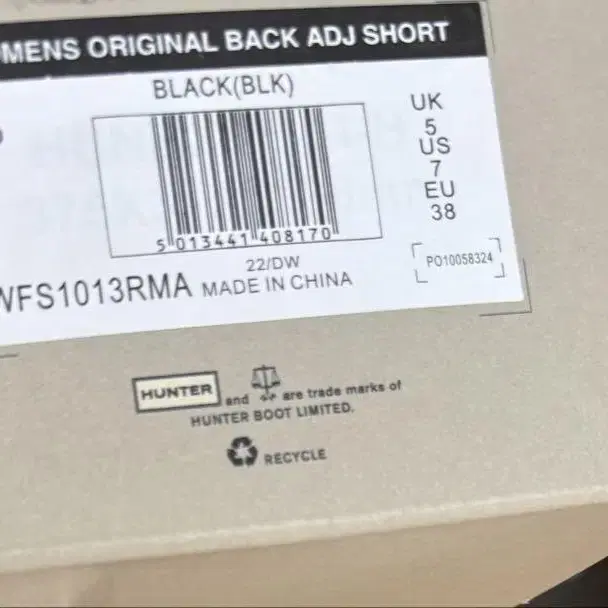 MENS ORIGINAL BACK ADJ SHORT
BLACK(BLK)
UK
5
US
7
EU
38
5 013441 408170
22/DW
WFS1013RMA MADE IN CHINA
PO10058324
HUNTER and are trade marks of
HUNTER BOOT LIMITED.
RECYCLE